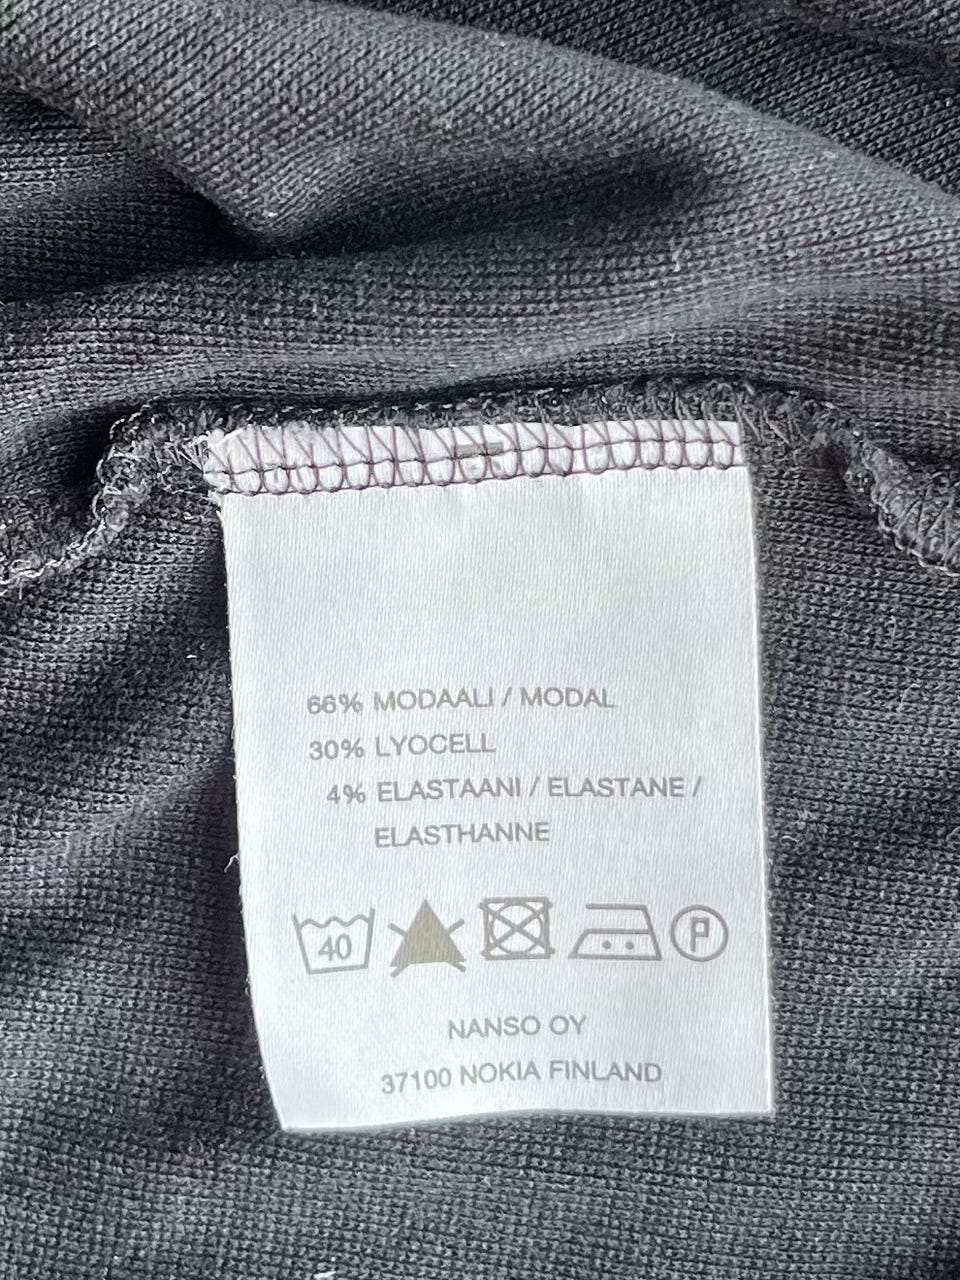 66% MODAALI / MODAL
30% LYOCELL
4% ELASTAANI / ELASTANE /
ELASTHANNE
40 P
NANSO OY
37100 NOKIA FINLAND